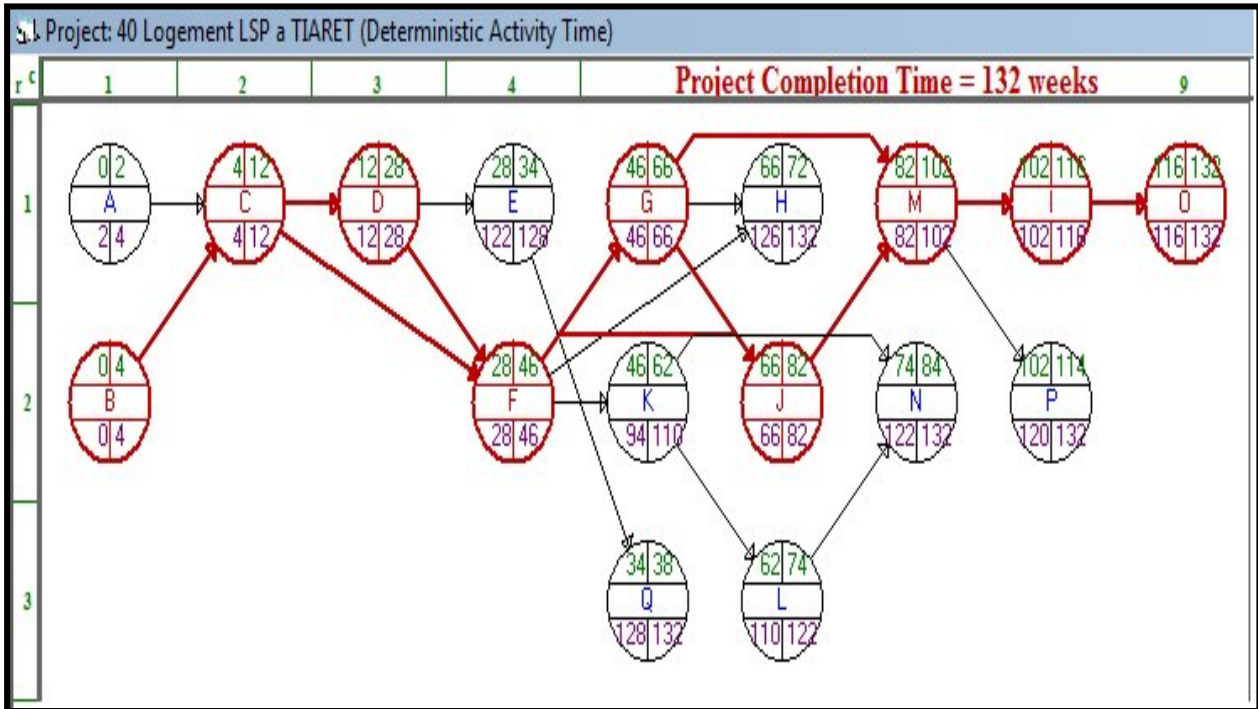 Project: 40 Logement LSP a TIARET (Deterministic Activity Time)
r c 1 2 3 4 Project Completion Time = 132 weeks 9
1
0 2 4 12 12 28 28 34 46 66 66 72 82 102 102 116 116 132
A C D E G H M I O
2 4 4 12 12 28 122 128 46 66 126 132 82 102 102 116 116 132
2
0 4 28 46 46 62 66 82 74 84 102 114
B F K J N P
0 4 28 46 94 110 66 82 122 132 120 132
3
34 38 62 74
Q L
128 132 110 122